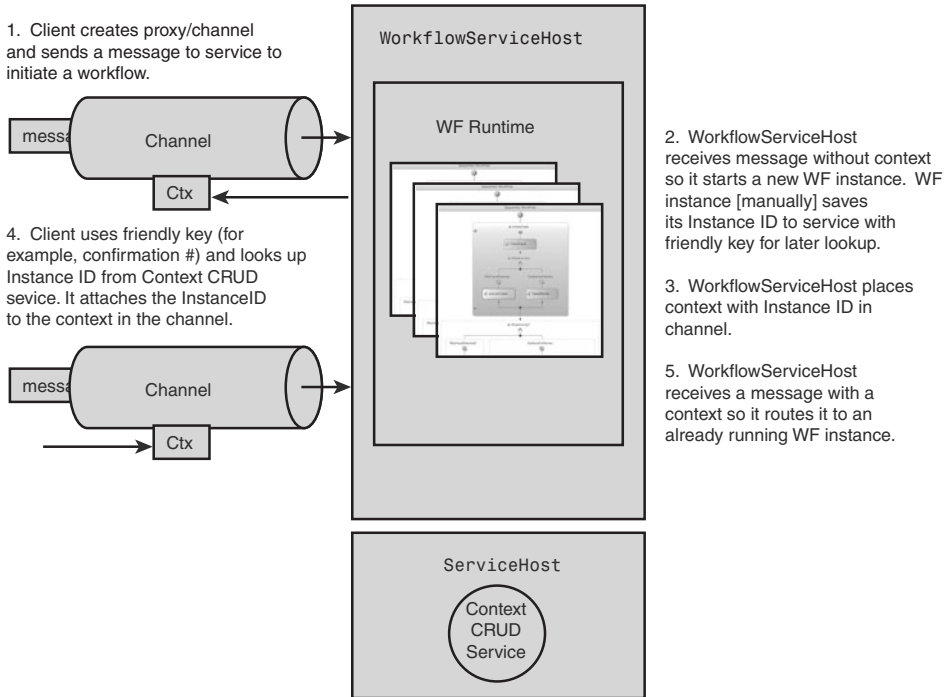 1. Client creates proxy/channel
and sends a message to service to
initiate a workflow.
messa
Channel
Ctx
4. Client uses friendly key (for
example, confirmation #) and looks up
Instance ID from Context CRUD
sevice. It attaches the InstanceID
to the context in the channel.
messa
Channel
Ctx
WorkflowServiceHost
WF Runtime
2. WorkflowServiceHost
receives message without context
so it starts a new WF instance. WF
instance [manually] saves
its Instance ID to service with
friendly key for later lookup.
3. WorkflowServiceHost places
context with Instance ID in
channel.
5. WorkflowServiceHost
receives a message with a
context so it routes it to an
already running WF instance.
ServiceHost
Context
CRUD
Service